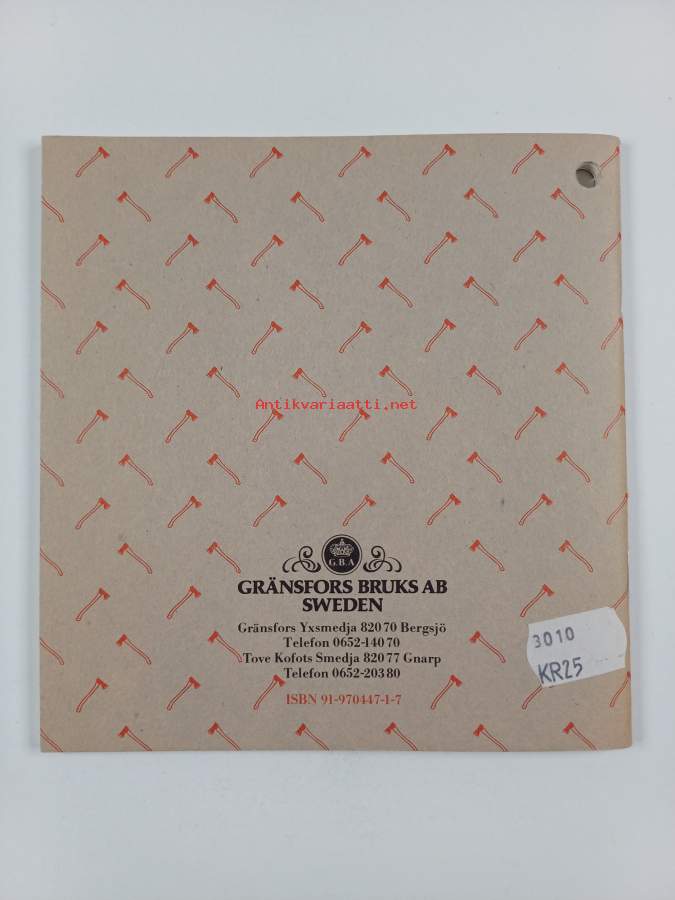 Antikvariaatti.net
G.B.A
GRÄNSFORS BRUKS AB
SWEDEN
Gränsfors Yxsmedja 820 70 Bergsjö
Telefon 0652-140 70
Tove Kofots Smedja 820 77 Gnarp
Telefon 0652-203 80
ISBN 91-970447-1-7
3010
KR25